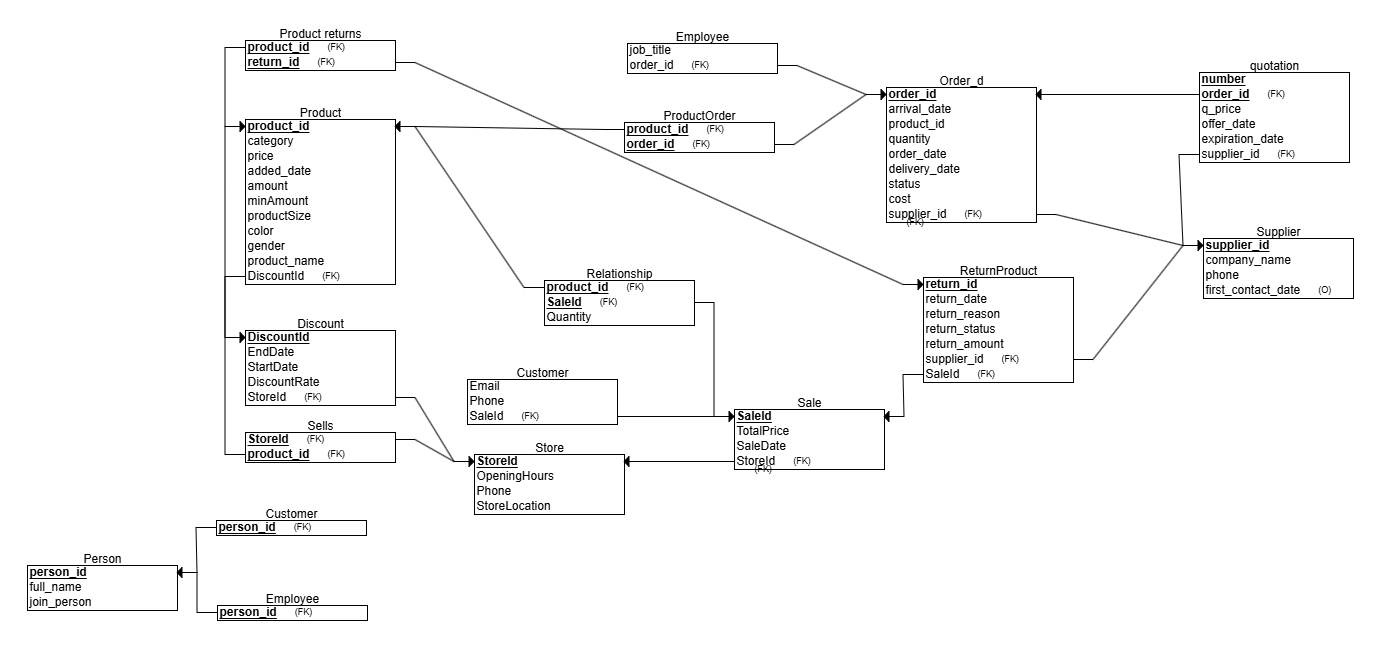 Product returns
product_id (FK)
return_id (FK)
Employee
job_title
order_id (FK)
quotation
number
order_id (FK)
q_price
offer_date
expiration_date
supplier_id (FK)
Order_d
order_id
arrival_date
product_id
quantity
order_date
delivery_date
status
cost
supplier_id (FK)
(FK)
Product
product_id
category
price
added_date
amount
minAmount
productSize
color
gender
product_name
DiscountId (FK)
ProductOrder
product_id (FK)
order_id (FK)
Supplier
supplier_id
company_name
phone
first_contact_date (O)
Relationship
product_id (FK)
SaleId (FK)
Quantity
ReturnProduct
return_id
return_date
return_reason
return_status
return_amount
supplier_id (FK)
SaleId (FK)
Discount
DiscountId
EndDate
StartDate
DiscountRate
StoreId (FK)
Customer
Email
Phone
SaleId (FK)
Sale
SaleId
TotalPrice
SaleDate
StoreId (FK)
(FK)
Sells
StoreId (FK)
product_id (FK)
Store
StoreId
OpeningHours
Phone
StoreLocation
Customer
person_id (FK)
Person
person_id
full_name
join_person
Employee
person_id (FK)